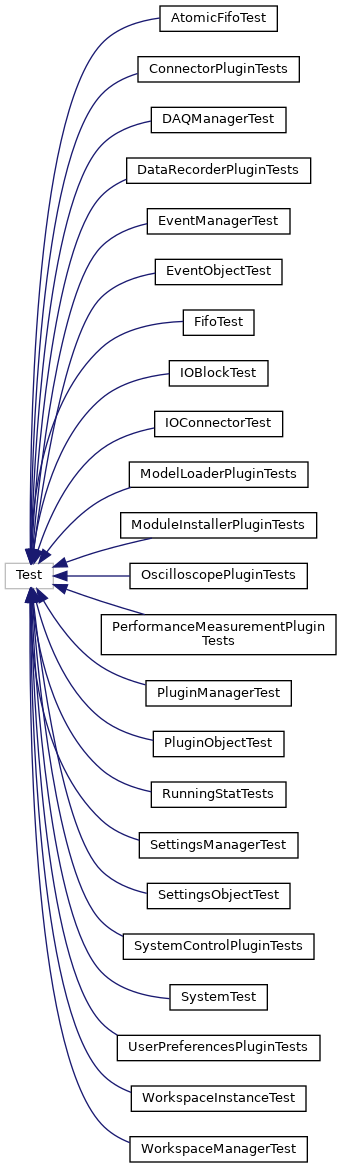 AtomicFifoTest
ConnectorPluginTests
DAQManagerTest
DataRecorderPluginTests
EventManagerTest
EventObjectTest
FifoTest
IOBlockTest
IOConnectorTest
ModelLoaderPluginTests
ModuleInstallerPluginTests
Test
OscilloscopePluginTests
PerformanceMeasurementPlugin
Tests
PluginManagerTest
PluginObjectTest
RunningStatTests
SettingsManagerTest
SettingsObjectTest
SystemControlPluginTests
SystemTest
UserPreferencesPluginTests
WorkspaceInstanceTest
WorkspaceManagerTest